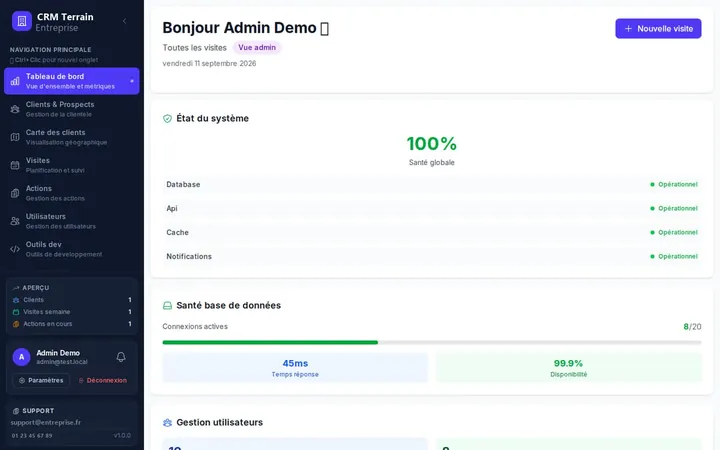 CRM Terrain
Entreprise
NAVIGATION PRINCIPALE
Ctrl+Clic pour nouvel onglet
Tableau de bord
Vue d'ensemble et métriques
Clients & Prospects
Gestion de la clientèle
Carte des clients
Visualisation géographique
Visites
Planification et suivi
Actions
Gestion des actions
Utilisateurs
Gestion des utilisateurs
Outils dev
Outils de développement
APERÇU
Clients 1
Visites semaine 1
Actions en cours 1
A
Admin Demo
admin@test.local
Paramètres
Déconnexion
SUPPORT
support@entreprise.fr
01 23 45 67 89
v1.0.0
Bonjour Admin Demo
Toutes les visites
Vue admin
vendredi 11 septembre 2026
Nouvelle visite
État du système
100%
Santé globale
Database Opérationnel
Api Opérationnel
Cache Opérationnel
Notifications Opérationnel
Santé base de données
Connexions actives 8/20
45ms
Temps réponse
99.9%
Disponibilité
Gestion utilisateurs